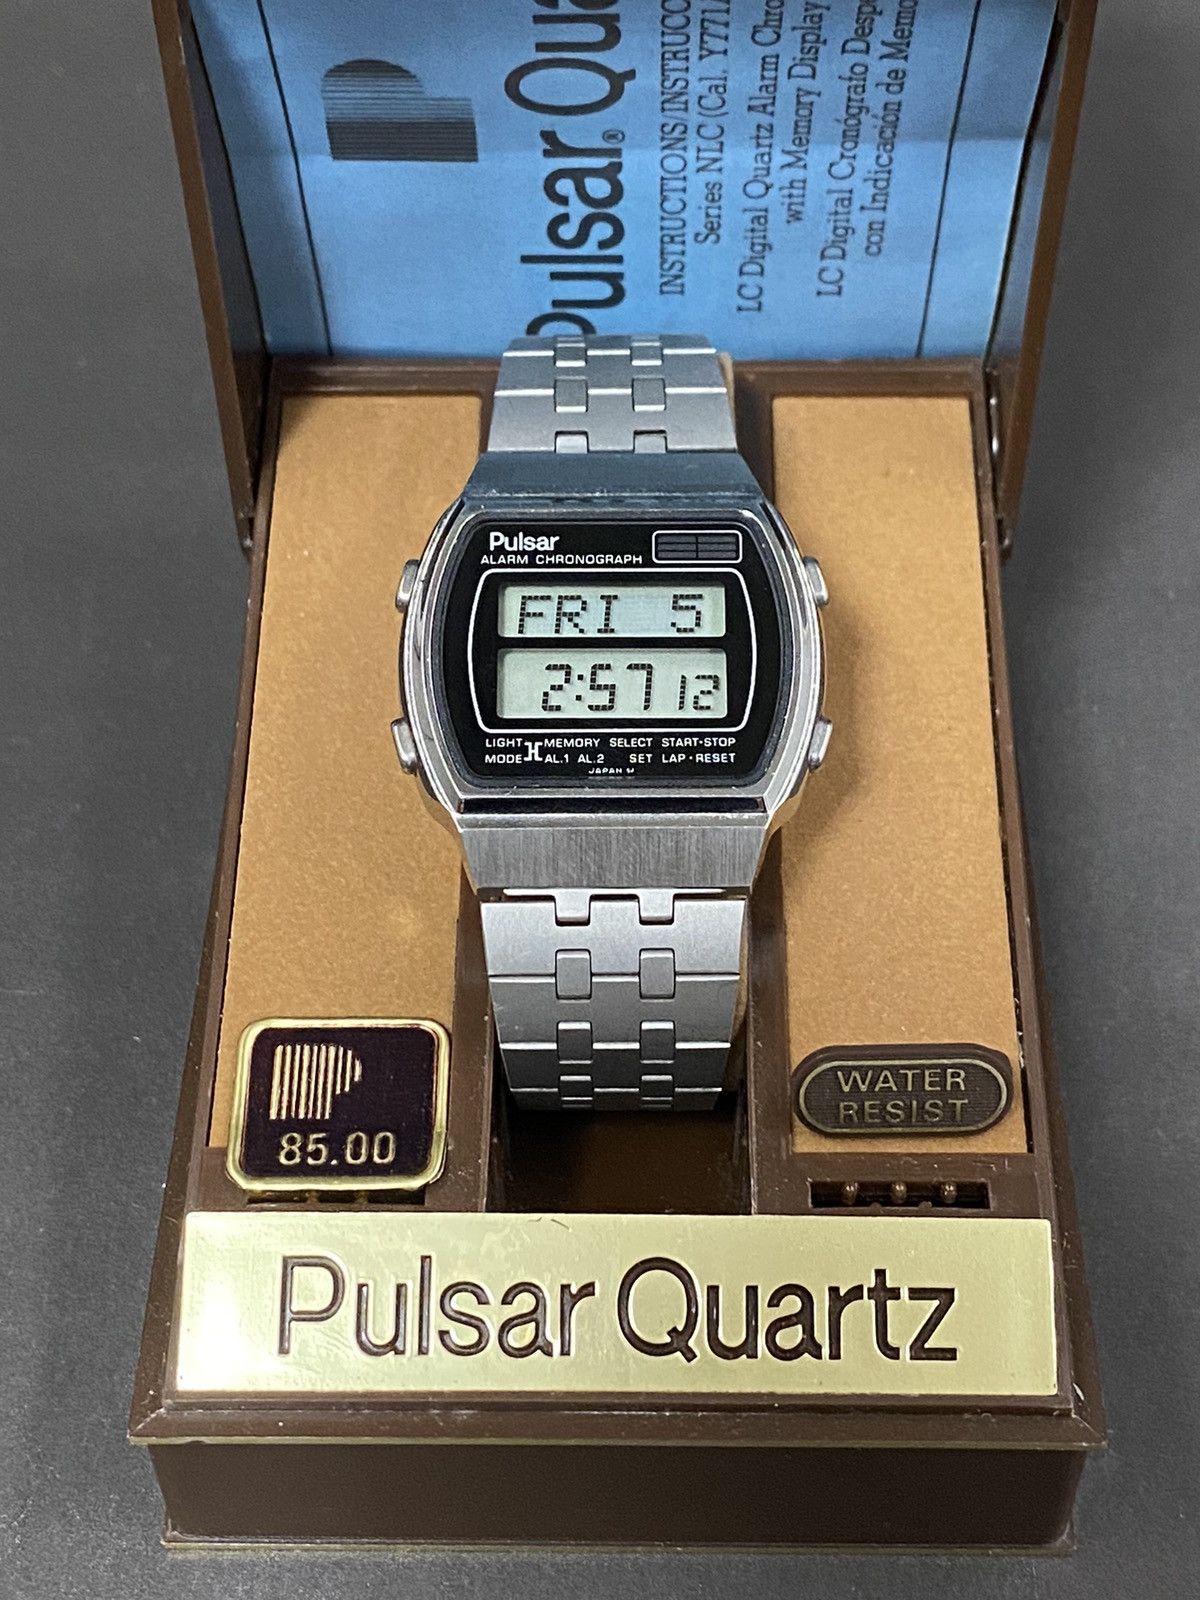 Pulsar®
INSTRUCTIONS/INSTRUCC
Series NLC (Cal. Y771
LC Digital Quartz Alarm Chro
with Memory Display
LC Digital Cronógrafo Desp
con Indicación de Memo
Pulsar
ALARM CHRONOGRAPH
FRI 5
2:57 12
LIGHT MEMORY SELECT START·STOP
MODE AL.1 AL.2 SET LAP·RESET
JAPAN
85.00
WATER
RESIST
Pulsar Quartz